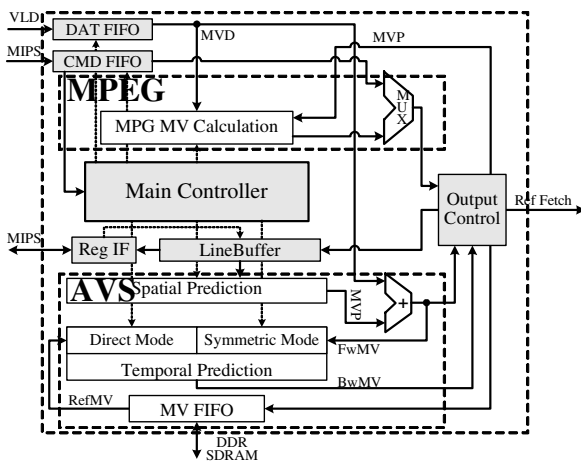 VLD
DAT FIFO
MVD
MVP
MIPS
CMD FIFO
MPEG
MUX
MPG MV Calculation
Main Controller
Output
Control
Ref Fetch
MIPS
Reg IF
LineBuffer
AVS
Spatial Prediction
MVP
+
Direct Mode
Symmetric Mode
FwMV
Temporal Prediction
BwMV
RefMV
MV FIFO
DDR
SDRAM